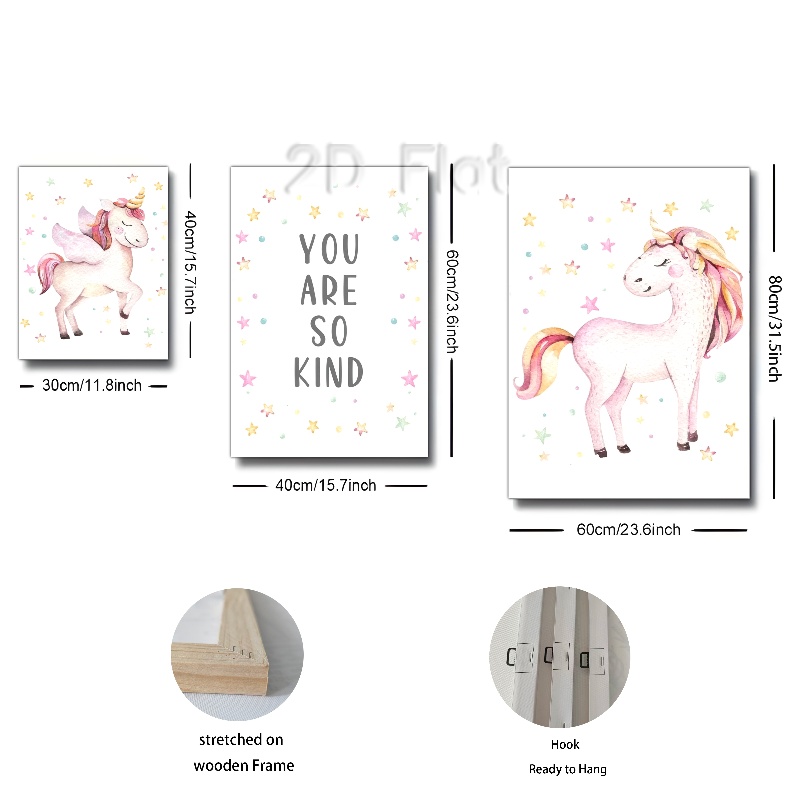 2D Flat
40cm/15.7inch
30cm/11.8inch
YOU
ARE
SO
KIND
60cm/23.6inch
40cm/15.7inch
80cm/31.5inch
60cm/23.6inch
stretched on
wooden Frame
Hook
Ready to Hang